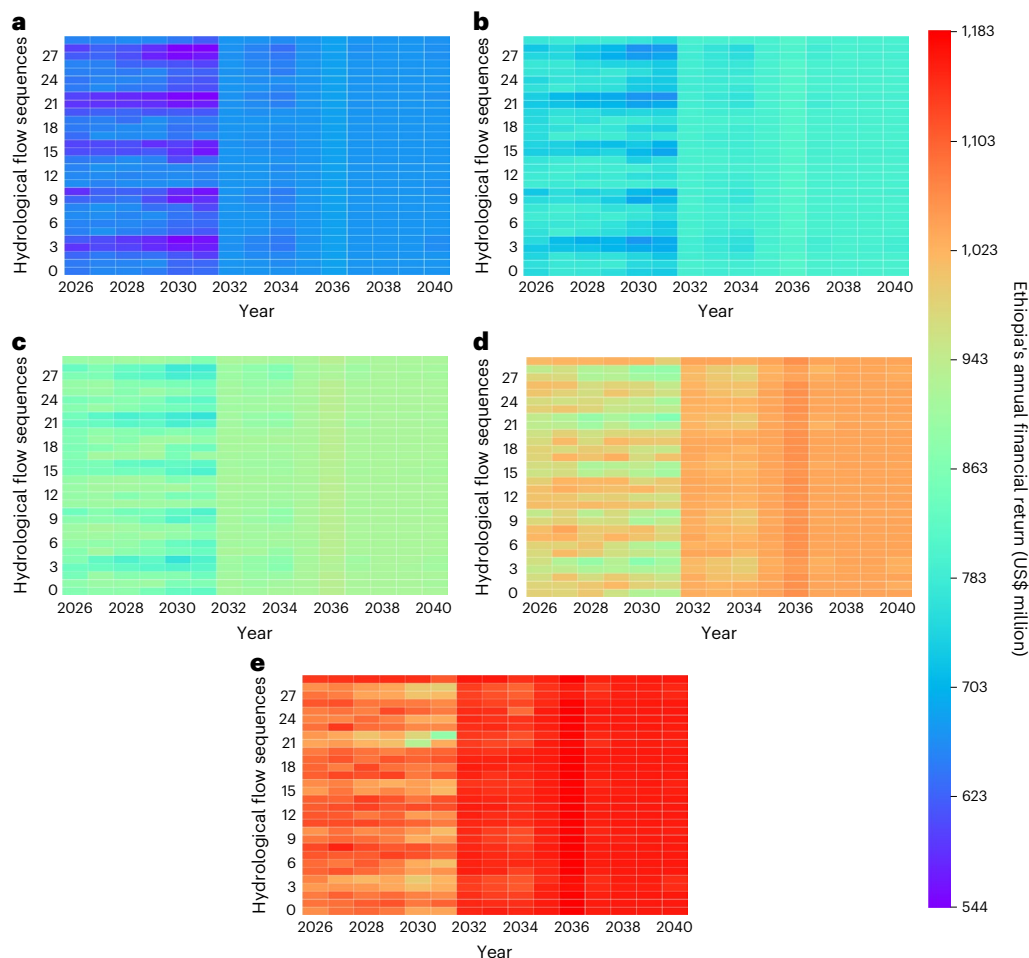 a
Hydrological flow sequences
27
24
21
18
15
12
9
6
3
0
2026 2028 2030 2032 2034 2036 2038 2040
Year
b
Hydrological flow sequences
27
24
21
18
15
12
9
6
3
0
2026 2028 2030 2032 2034 2036 2038 2040
Year
c
Hydrological flow sequences
27
24
21
18
15
12
9
6
3
0
2026 2028 2030 2032 2034 2036 2038 2040
Year
d
Hydrological flow sequences
27
24
21
18
15
12
9
6
3
0
2026 2028 2030 2032 2034 2036 2038 2040
Year
e
Hydrological flow sequences
27
24
21
18
15
12
9
6
3
0
2026 2028 2030 2032 2034 2036 2038 2040
Year
1,183
1,103
1,023
943
863
783
703
623
544
Ethiopia's annual financial return (US$ million)